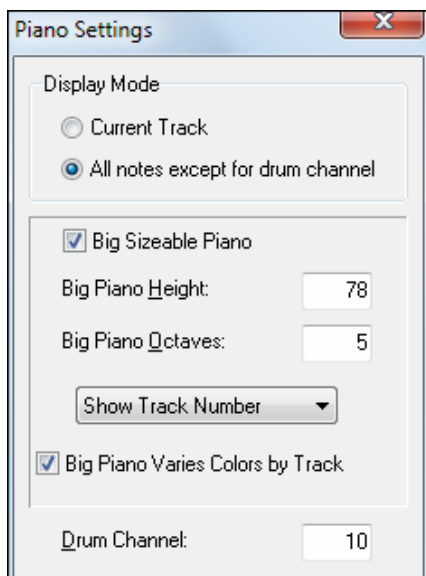 Piano Settings
Display Mode
Current Track
All notes except for drum channel
Big Sizeable Piano
Big Piano Height: 78
Big Piano Octaves: 5
Show Track Number
Big Piano Varies Colors by Track
Drum Channel: 10